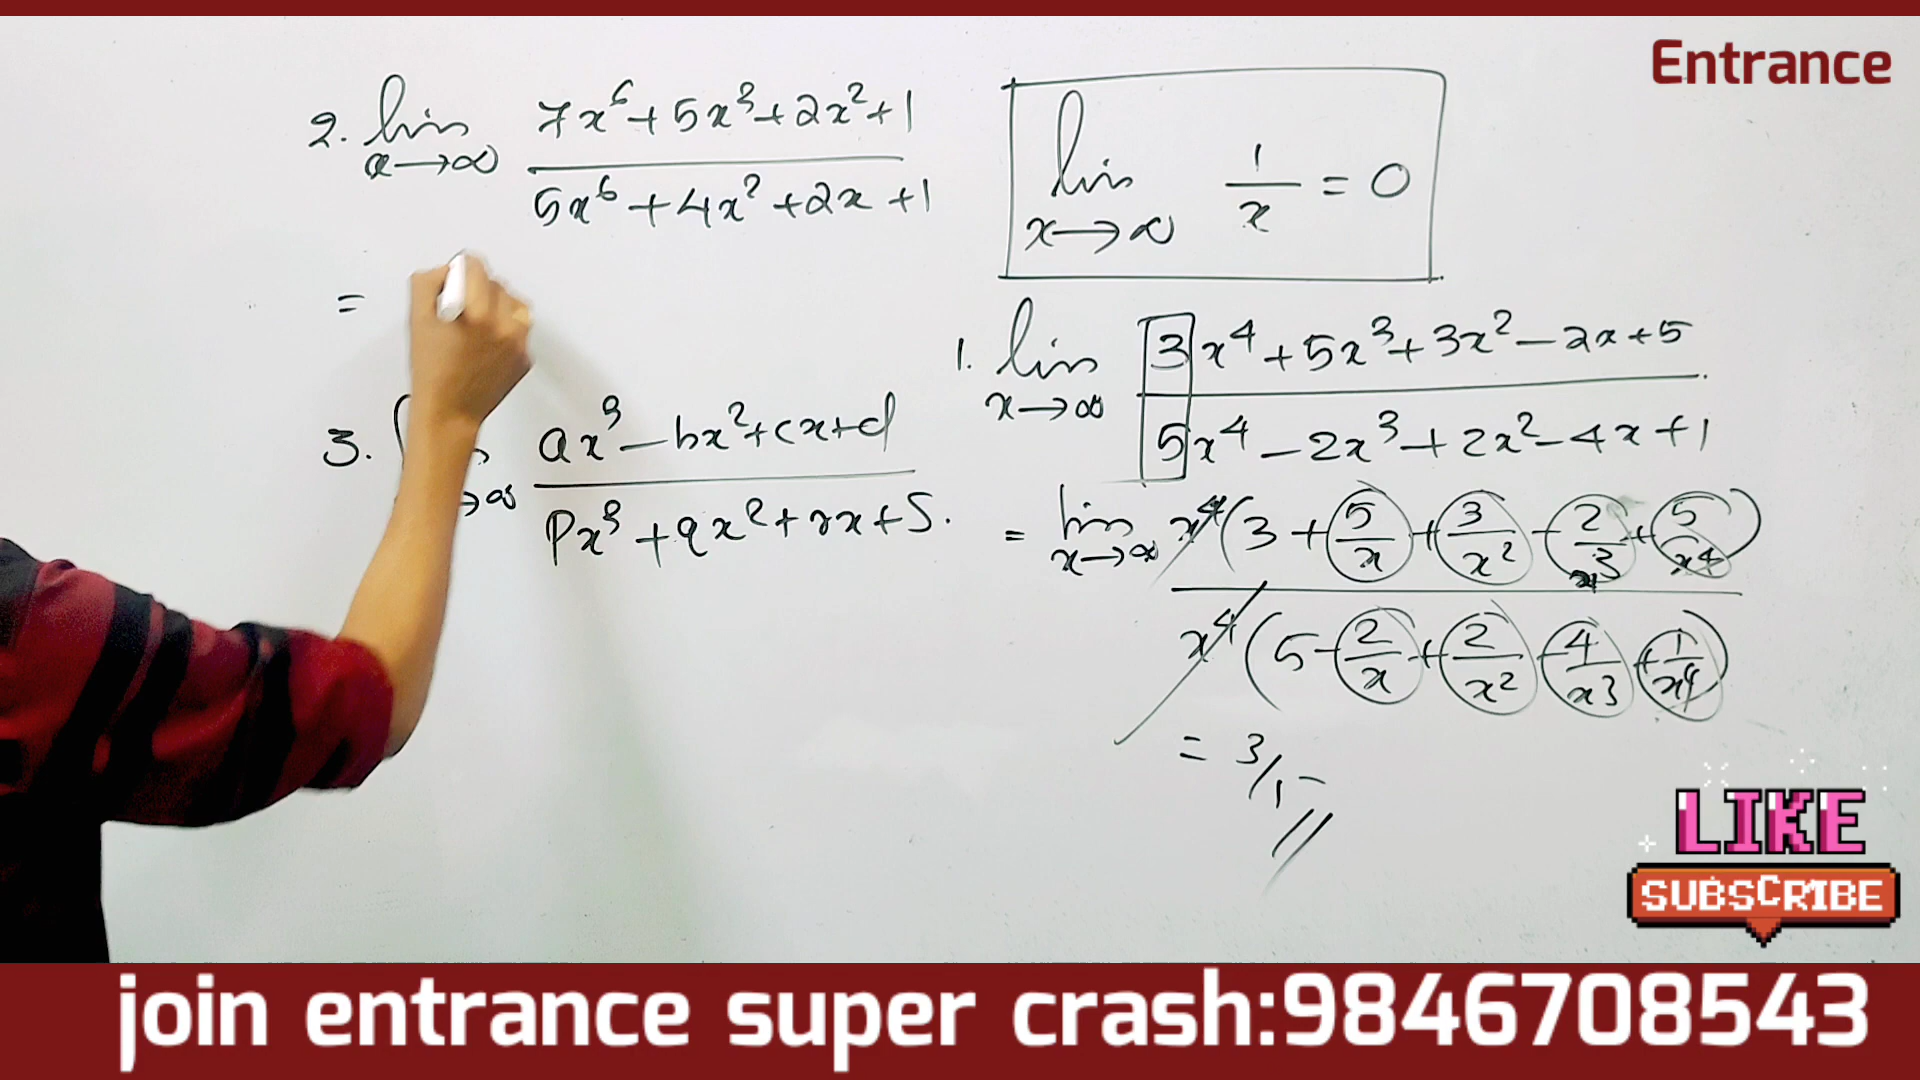 Entrance
2. lim 7x⁶ + 5x³ + 2x² + 1
x→∞ 5x⁶ + 4x² + 2x + 1
=
3. ax³ − bx² + cx + d
→∞ px³ + qx² + rx + s.
lim 1/x = 0
x→∞
1. lim 3x⁴ + 5x³ + 3x² − 2x + 5
x→∞ 5x⁴ − 2x³ + 2x² − 4x + 1
= lim x⁴(3 + 5/x + 3/x² − 2/x³ + 5/x⁴)
x→∞ x⁴(5 − 2/x + 2/x² − 4/x³ + 1/x⁴)
= 3/5
LIKE
SUBSCRIBE
join entrance super crash:9846708543